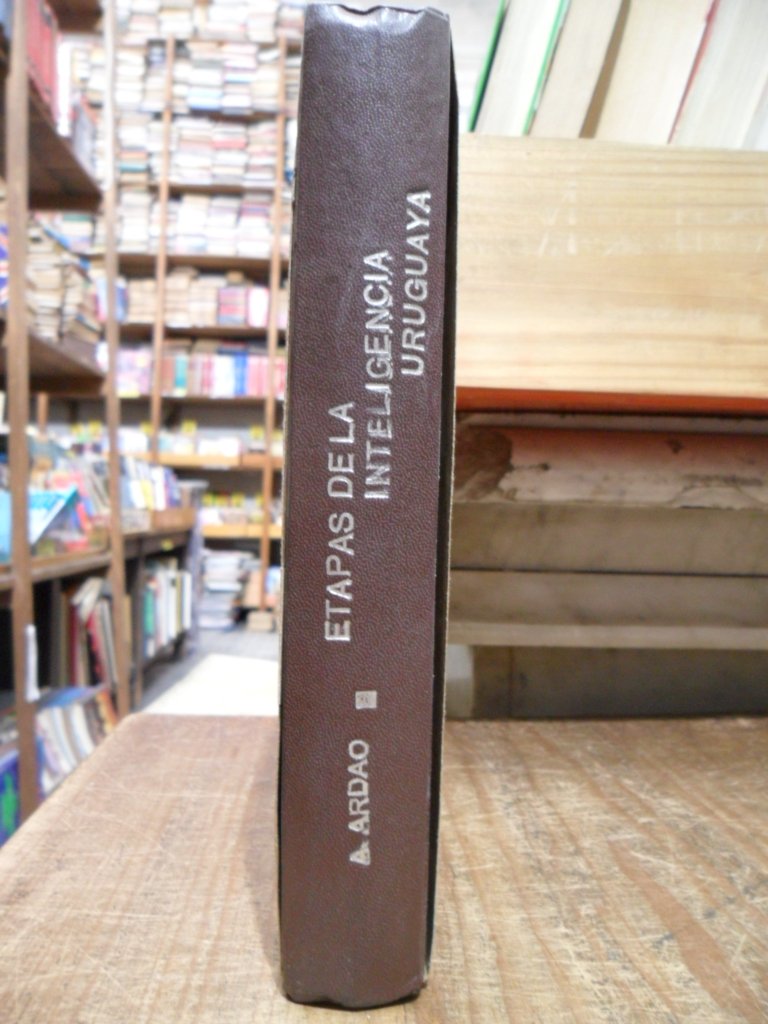 A. ARDAO
ETAPAS DE LA
INTELIGENCIA
URUGUAYA